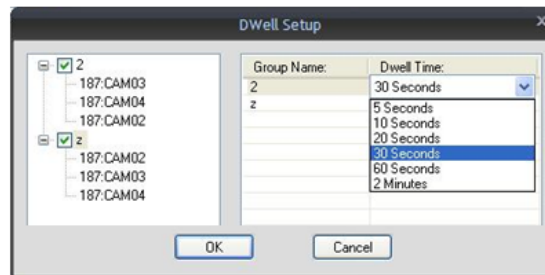 DWell Setup
x
2
187:CAM03
187:CAM04
187:CAM02
z
187:CAM02
187:CAM03
187:CAM04
Group Name: Dwell Time:
2 30 Seconds
z
5 Seconds
10 Seconds
20 Seconds
30 Seconds
60 Seconds
2 Minutes
OK Cancel